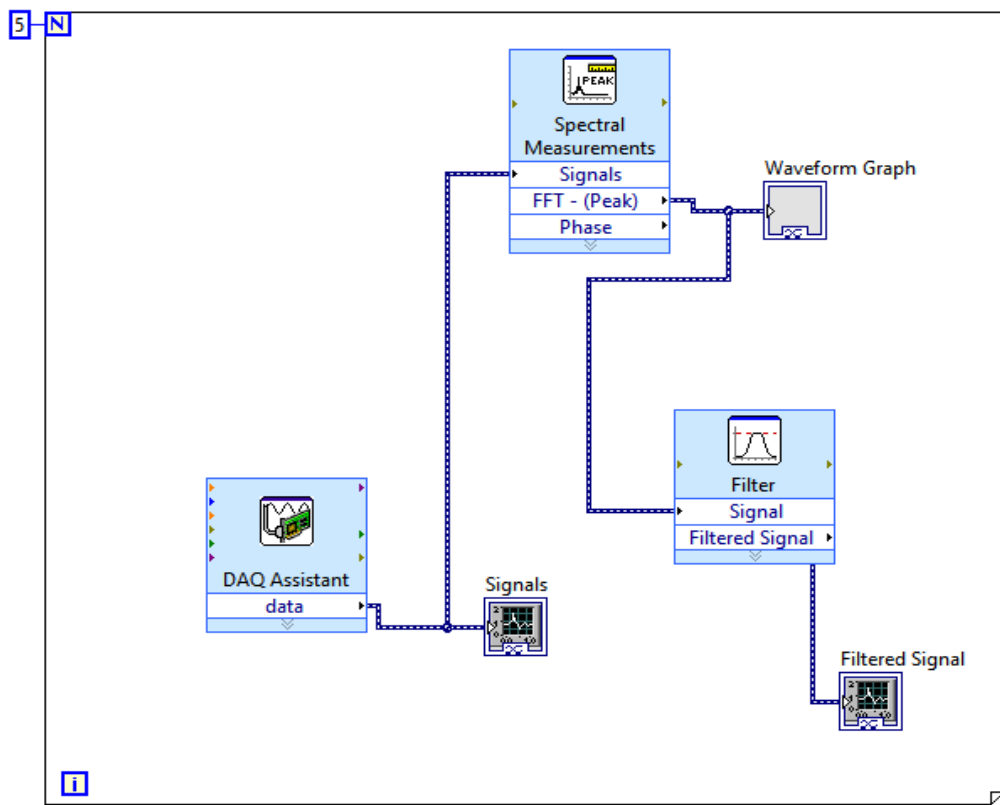 5
N
PEAK
Spectral
Measurements
Signals
FFT - (Peak)
Phase
Waveform Graph
Filter
Signal
Filtered Signal
DAQ Assistant
data
Signals
Filtered Signal
i